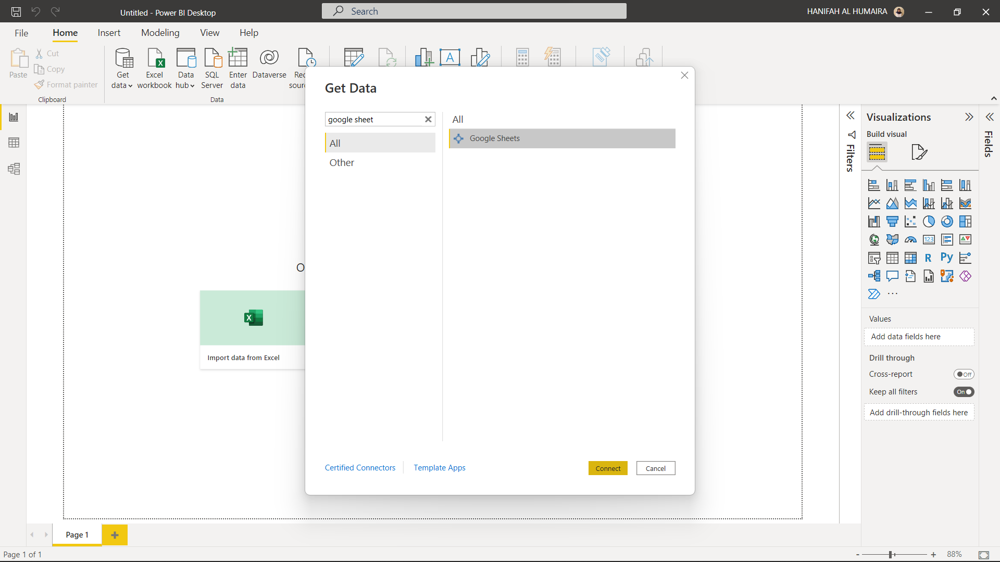 Untitled - Power BI Desktop
Search
HANIFAH AL HUMAIRA
File
Home
Insert
Modeling
View
Help
Paste
Cut
Copy
Format painter
Clipboard
Get data
Excel workbook
Data hub
SQL Server
Enter data
Dataverse
Rec
sour
Data
Get Data
google sheet
All
Other
All
Google Sheets
Certified Connectors
Template Apps
Connect
Cancel
O
Import data from Excel
Filters
Visualizations
Build visual
R
Py
123
Values
Add data fields here
Drill through
Cross-report
Off
Keep all filters
On
Add drill-through fields here
Fields
Page 1
Page 1 of 1
- + 88%